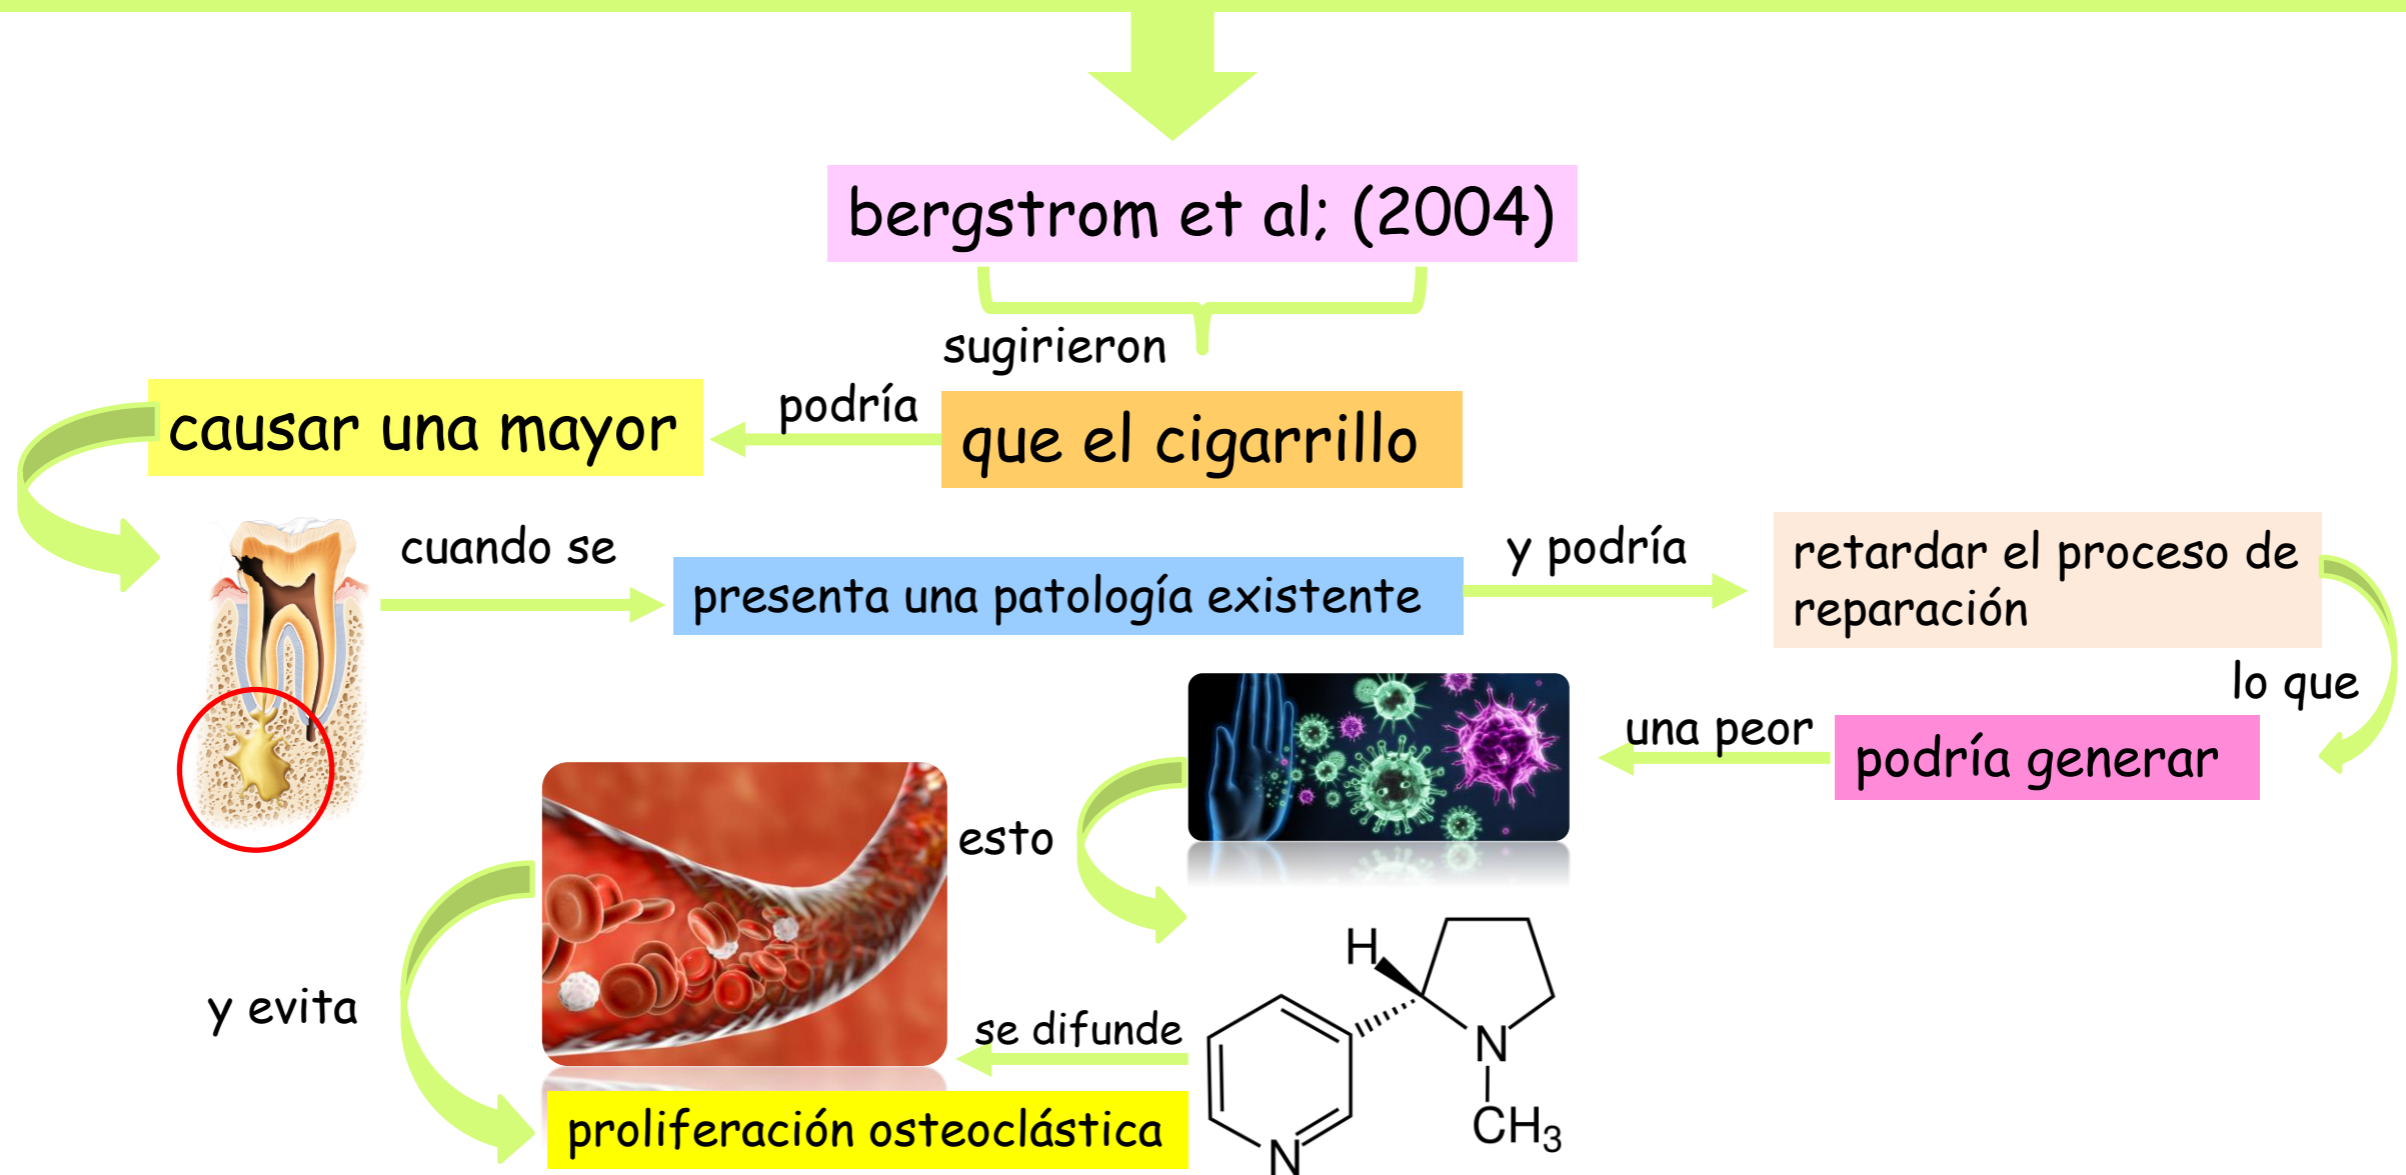 bergstrom et al; (2004)
sugirieron
que el cigarrillo
podría
causar una mayor
cuando se
presenta una patología existente
y podría
retardar el proceso de
reparación
lo que
podría generar
una peor
esto
H
N
CH3
N
se difunde
y evita
proliferación osteoclástica